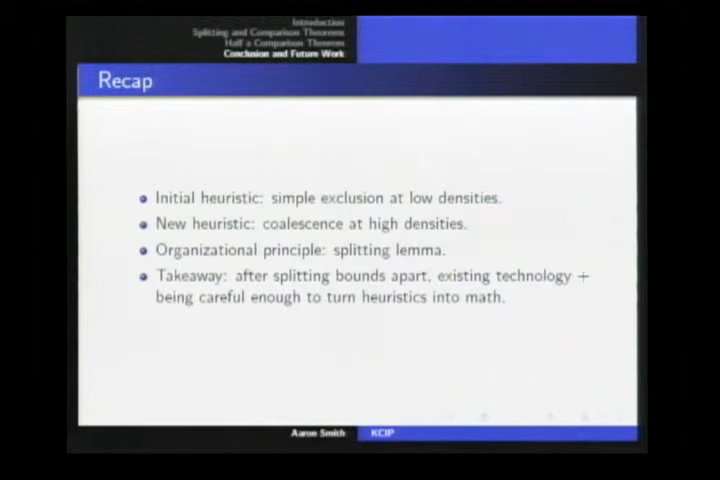 Introduction
Splitting and Comparison Theorems
Half a Comparison Theorem
Conclusion and Future Work
Recap
Initial heuristic: simple exclusion at low densities.
New heuristic: coalescence at high densities.
Organizational principle: splitting lemma.
Takeaway: after splitting bounds apart, existing technology +
being careful enough to turn heuristics into math.
Aaron Smith
KCIP